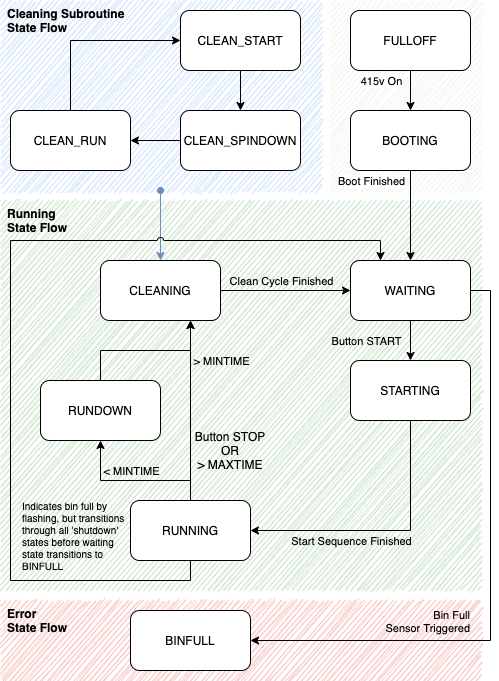 Cleaning Subroutine
State Flow
CLEAN_START
FULLOFF
415v On
CLEAN_RUN
CLEAN_SPINDOWN
BOOTING
Boot Finished
Running
State Flow
CLEANING
Clean Cycle Finished
WAITING
Button START
> MINTIME
STARTING
RUNDOWN
Button STOP
OR
> MAXTIME
< MINTIME
Indicates bin full by
flashing, but transitions
through all 'shutdown'
states before waiting
state transitions to
BINFULL
RUNNING
Start Sequence Finished
Error
State Flow
Bin Full
Sensor Triggered
BINFULL